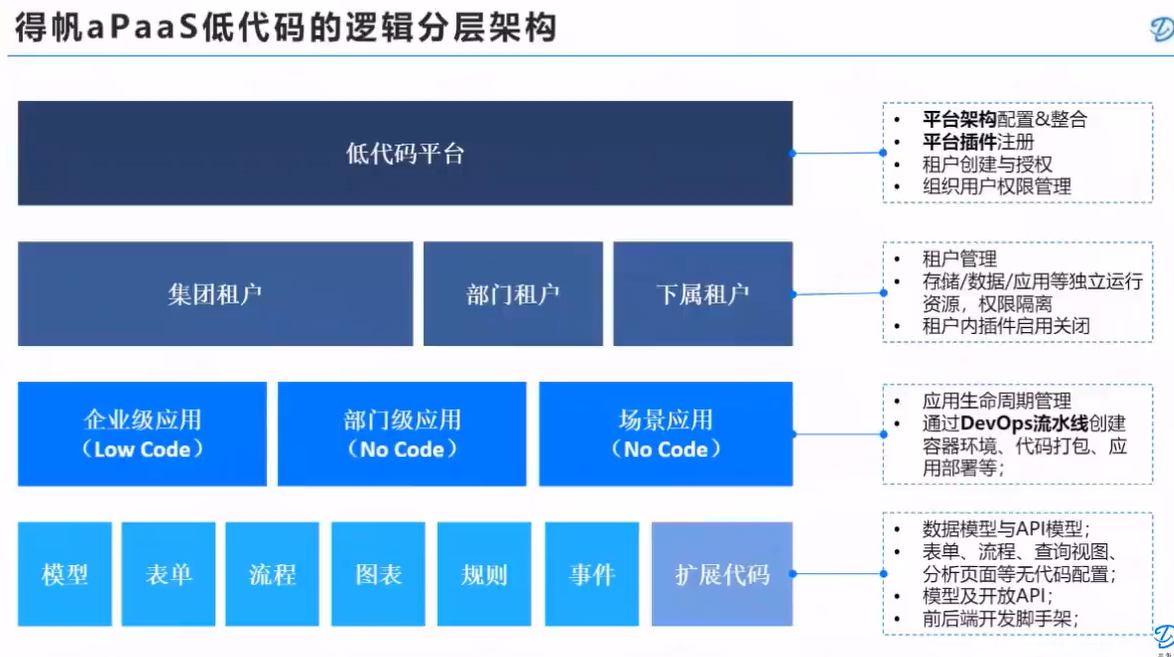 得帆aPaaS低代码的逻辑分层架构
低代码平台
• 平台架构配置&整合
• 平台插件注册
• 租户创建与授权
• 组织用户权限管理
集团租户
部门租户
下属租户
• 租户管理
• 存储/数据/应用等独立运行
资源，权限隔离
• 租户内插件启用关闭
企业级应用
（Low Code）
部门级应用
（No Code）
场景应用
（No Code）
• 应用生命周期管理
• 通过DevOps流水线创建
容器环境、代码打包、应
用部署等；
模型
表单
流程
图表
规则
事件
扩展代码
• 数据模型与API模型；
• 表单、流程、查询视图、
分析页面等无代码配置；
• 模型及开放API；
• 前后端开发脚手架；